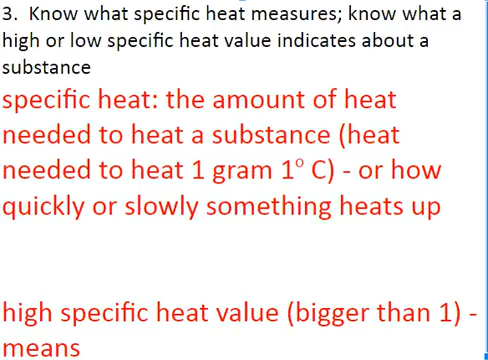 3.  Know what specific heat measures; know what a
high or low specific heat value indicates about a
substance
specific heat: the amount of heat
needed to heat a substance (heat
needed to heat 1 gram 1° C) - or how
quickly or slowly something heats up
high specific heat value (bigger than 1) -
means